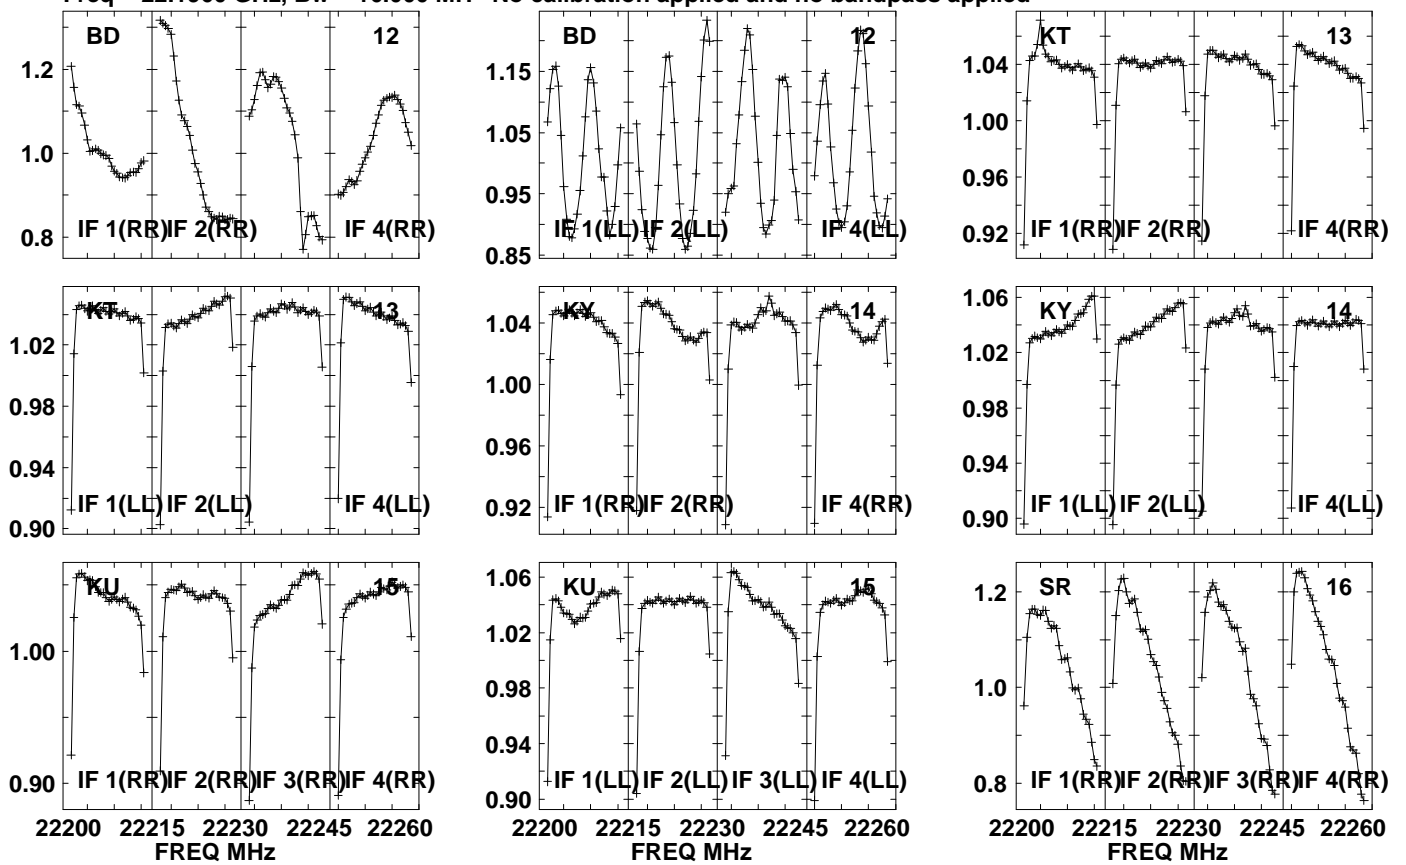 No calibration applied and no bandpass applied
BD 12
1.2
1.0
0.8
IF 1(RR) IF 2(RR) IF 4(RR)
BD 12
1.15
1.05
0.95
0.85
IF 1(LL) IF 2(LL) IF 4(LL)
KT 13
1.04
1.00
0.96
0.92
IF 1(RR) IF 2(RR) IF 4(RR)
KT 13
1.02
0.98
0.94
0.90
IF 1(LL) IF 2(LL) IF 4(LL)
KY 14
1.04
1.00
0.96
0.92
IF 1(RR) IF 2(RR) IF 4(RR)
KY 14
1.06
1.02
0.98
0.94
0.90
IF 1(LL) IF 2(LL) IF 4(LL)
KU 15
1.00
0.90
IF 1(RR) IF 2(RR) IF 3(RR) IF 4(RR)
22200 22215 22230 22245 22260
FREQ MHz
KU 15
1.06
1.02
0.98
0.94
0.90
IF 1(LL) IF 2(LL) IF 3(LL) IF 4(LL)
22200 22215 22230 22245 22260
FREQ MHz
SR 16
1.2
1.0
0.8
IF 1(RR) IF 2(RR) IF 3(RR) IF 4(RR)
22200 22215 22230 22245 22260
FREQ MHz